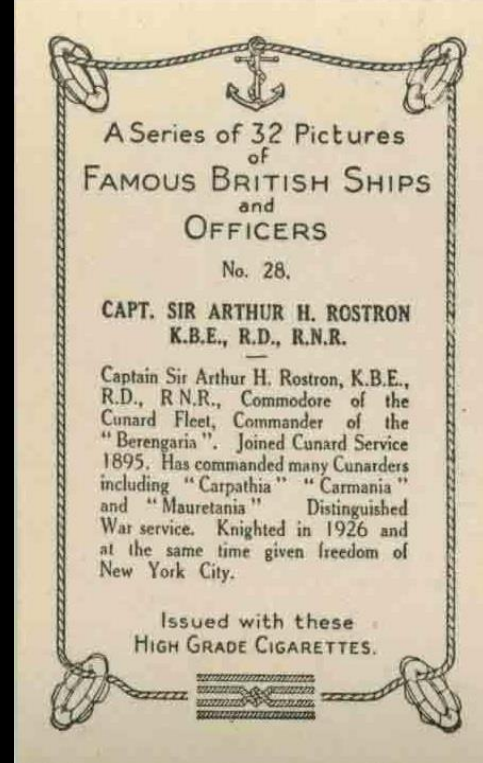 A Series of 32 Pictures
of
FAMOUS BRITISH SHIPS
and
OFFICERS
No. 28.
CAPT. SIR ARTHUR H. ROSTRON
K.B.E., R.D., R.N.R.
Captain Sir Arthur H. Rostron, K.B.E.,
R.D., R N.R., Commodore of the
Cunard Fleet, Commander of the
"Berengaria". Joined Cunard Service
1895. Has commanded many Cunarders
including "Carpathia" "Carmania"
and "Mauretania" Distinguished
War service. Knighted in 1926 and
at the same time given freedom of
New York City.
Issued with these
HIGH GRADE CIGARETTES.